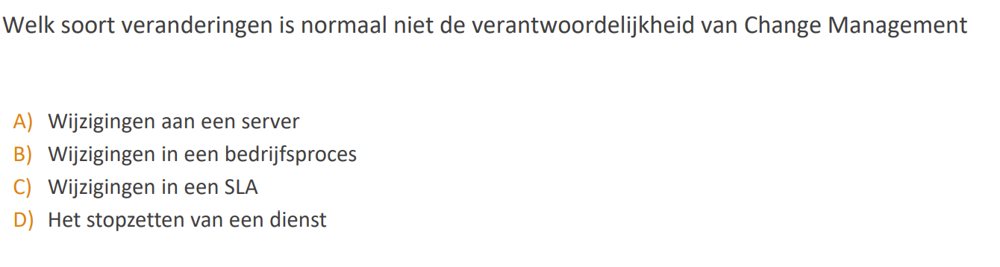 Welk soort veranderingen is normaal niet de verantwoordelijkheid van Change Management
A) Wijzigingen aan een server
B) Wijzigingen in een bedrijfsproces
C) Wijzigingen in een SLA
D) Het stopzetten van een dienst